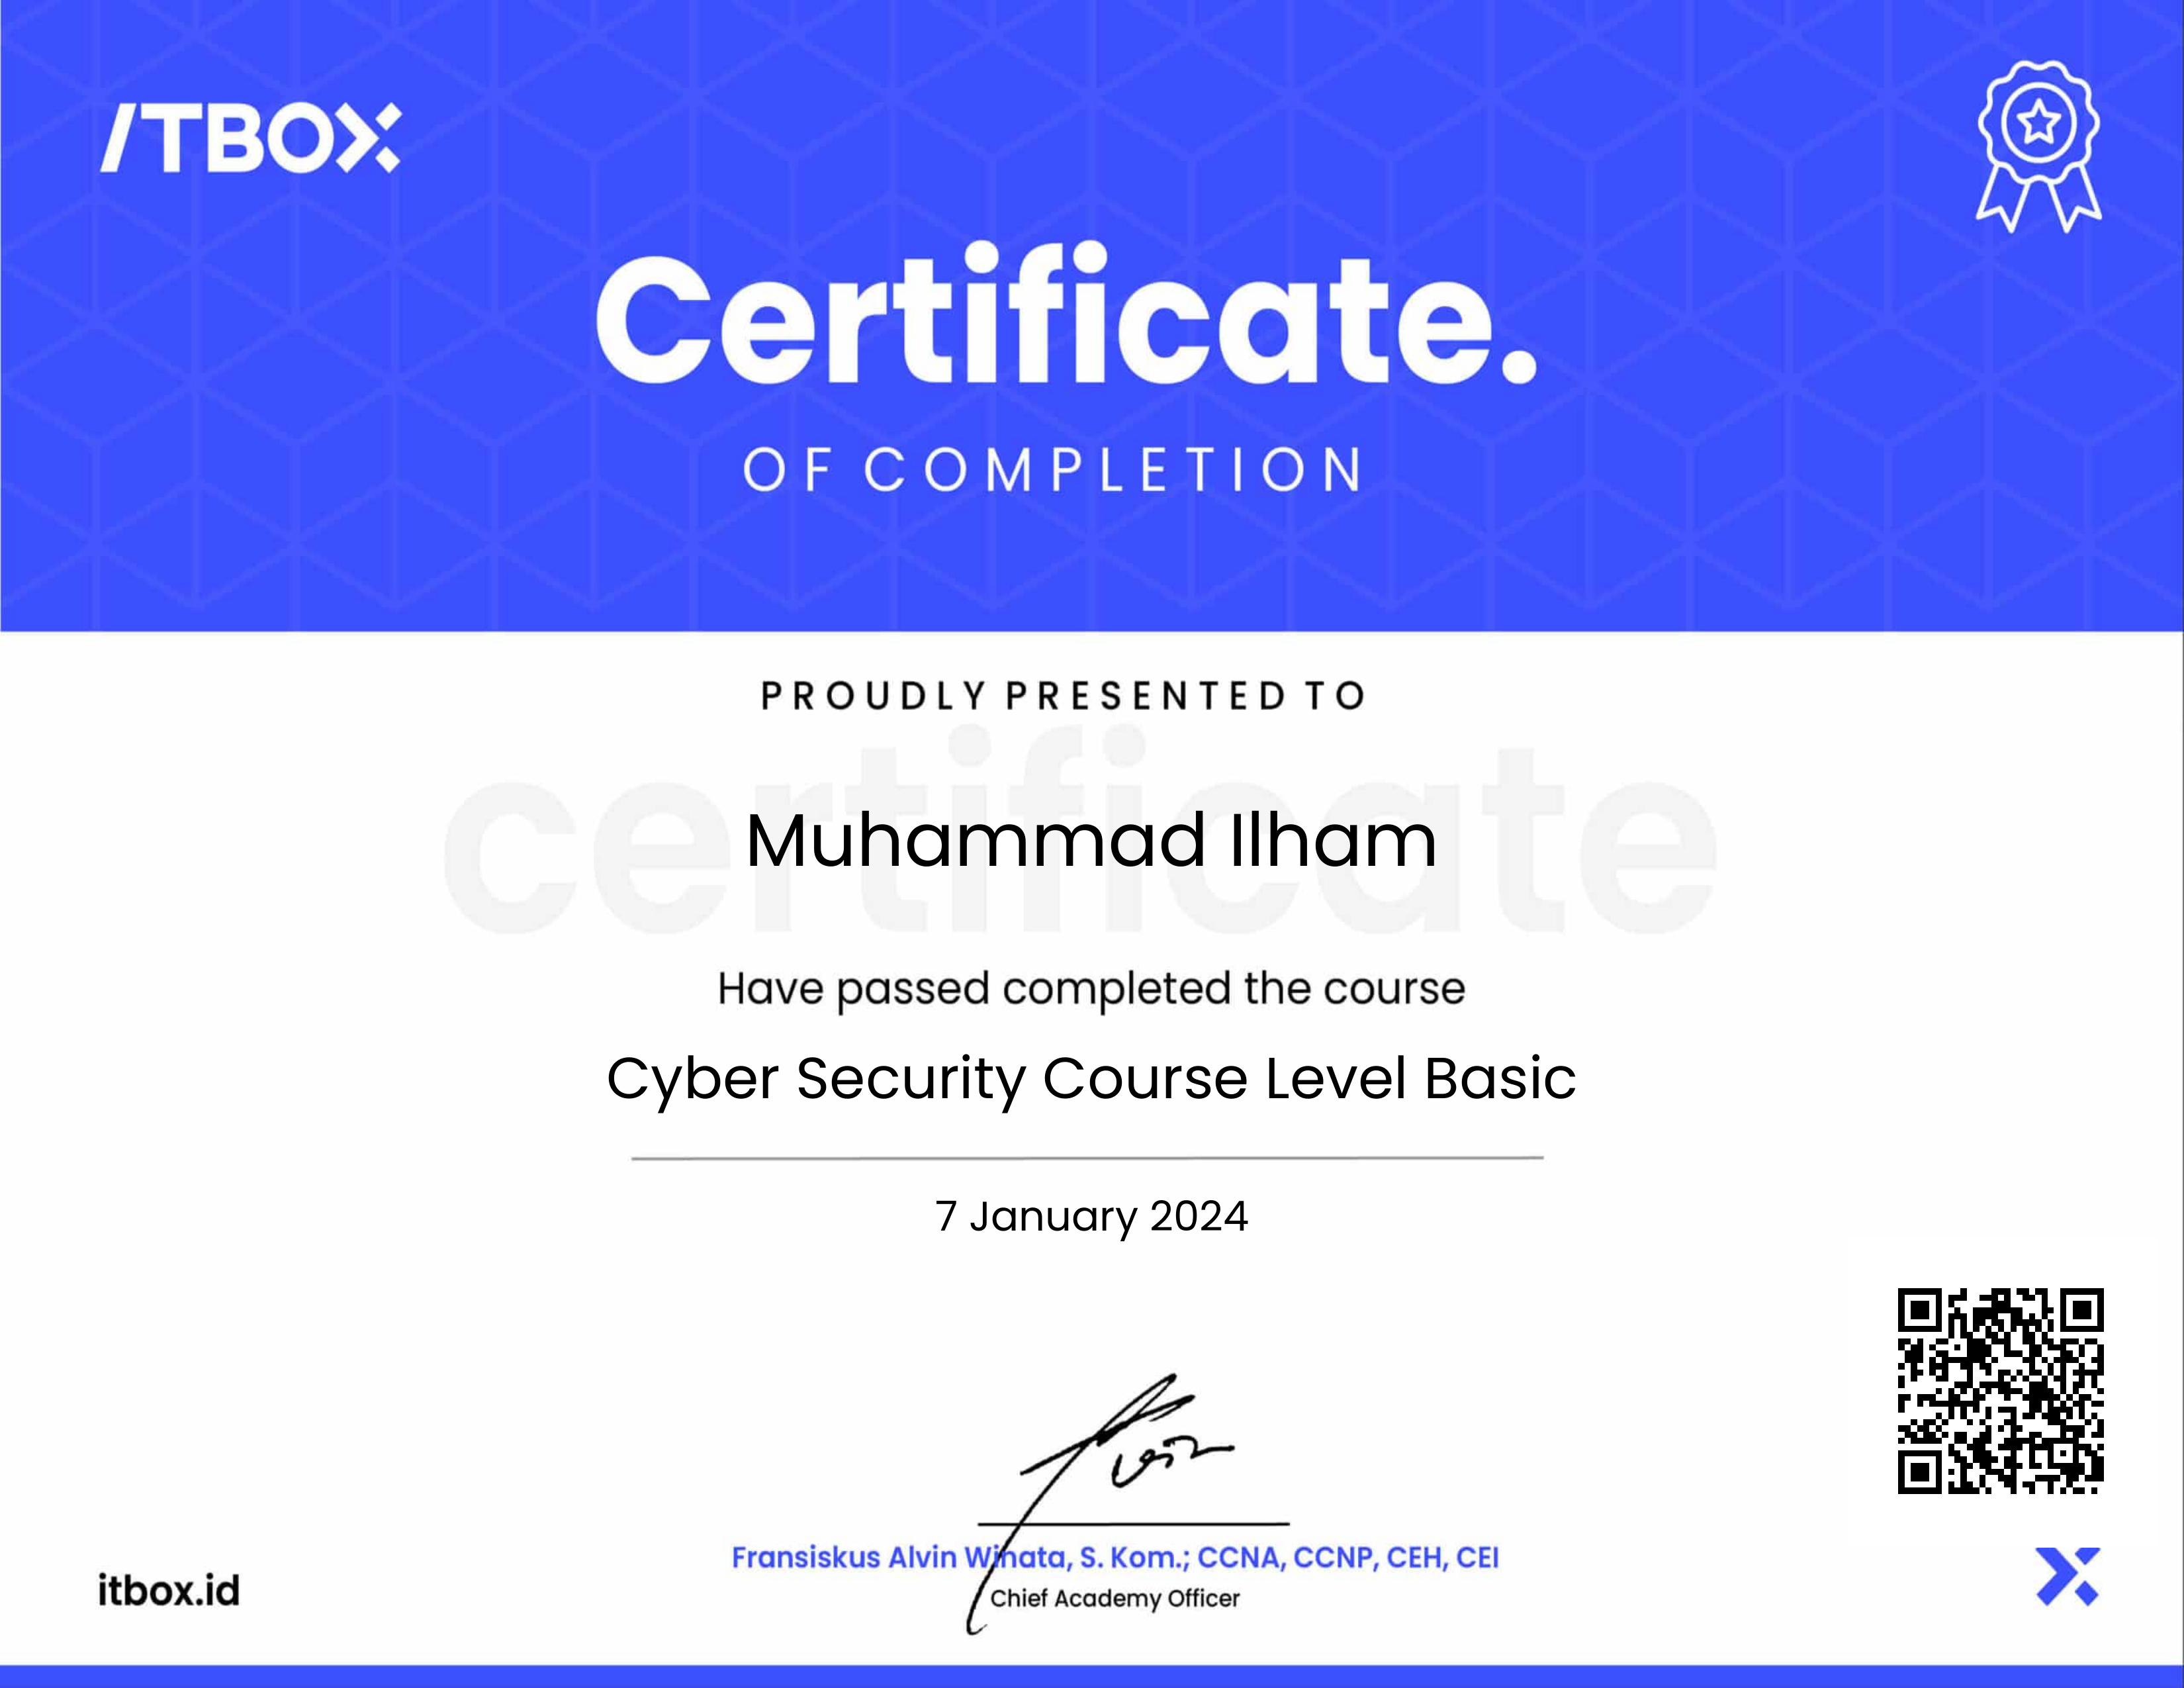 ITBOX
Certificate.
OF COMPLETION
PROUDLY PRESENTED TO
certificate
Muhammad Ilham
Have passed completed the course
Cyber Security Course Level Basic
7 January 2024
Fransiskus Alvin Winata, S. Kom.; CCNA, CCNP, CEH, CEI
Chief Academy Officer
itbox.id